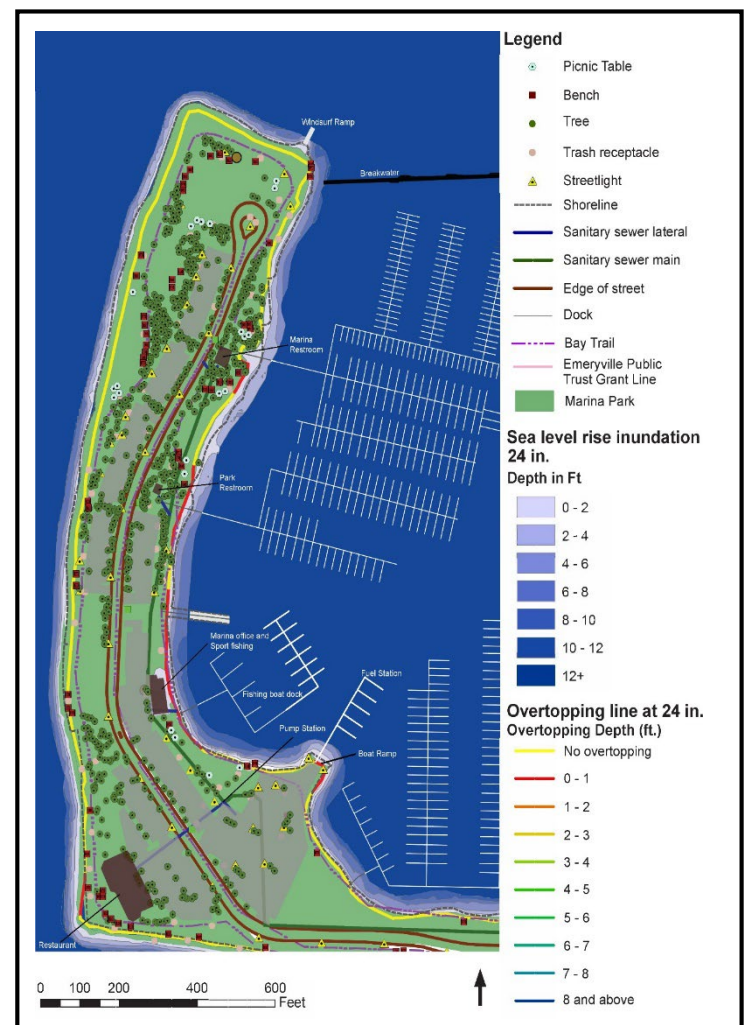 Windsurf Ramp
Breakwater
Marina
Restroom
Park
Restroom
Marina office and
Sport fishing
Fuel Station
Fishing boat dock
Pump Station
Boat Ramp
Restaurant
0 100 200 400 600
Feet
Legend
Picnic Table
Bench
Tree
Trash receptacle
Streetlight
Shoreline
Sanitary sewer lateral
Sanitary sewer main
Edge of street
Dock
Bay Trail
Emeryville Public
Trust Grant Line
Marina Park
Sea level rise inundation
24 in.
Depth in Ft
0 - 2
2 - 4
4 - 6
6 - 8
8 - 10
10 - 12
12+
Overtopping line at 24 in.
Overtopping Depth (ft.)
No overtopping
0 - 1
1 - 2
2 - 3
3 - 4
4 - 5
5 - 6
6 - 7
7 - 8
8 and above